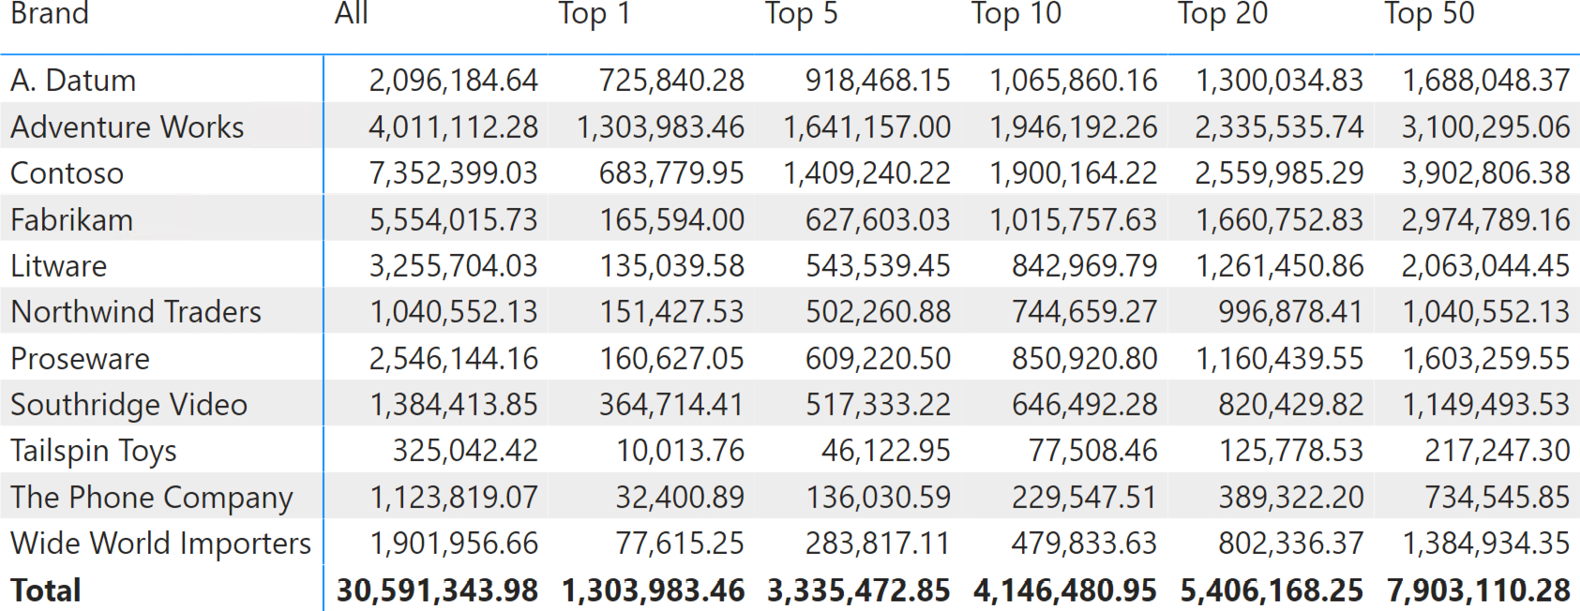 Brand All Top 1 Top 5 Top 10 Top 20 Top 50
A. Datum 2,096,184.64 725,840.28 918,468.15 1,065,860.16 1,300,034.83 1,688,048.37
Adventure Works 4,011,112.28 1,303,983.46 1,641,157.00 1,946,192.26 2,335,535.74 3,100,295.06
Contoso 7,352,399.03 683,779.95 1,409,240.22 1,900,164.22 2,559,985.29 3,902,806.38
Fabrikam 5,554,015.73 165,594.00 627,603.03 1,015,757.63 1,660,752.83 2,974,789.16
Litware 3,255,704.03 135,039.58 543,539.45 842,969.79 1,261,450.86 2,063,044.45
Northwind Traders 1,040,552.13 151,427.53 502,260.88 744,659.27 996,878.41 1,040,552.13
Proseware 2,546,144.16 160,627.05 609,220.50 850,920.80 1,160,439.55 1,603,259.55
Southridge Video 1,384,413.85 364,714.41 517,333.22 646,492.28 820,429.82 1,149,493.53
Tailspin Toys 325,042.42 10,013.76 46,122.95 77,508.46 125,778.53 217,247.30
The Phone Company 1,123,819.07 32,400.89 136,030.59 229,547.51 389,322.20 734,545.85
Wide World Importers 1,901,956.66 77,615.25 283,817.11 479,833.63 802,336.37 1,384,934.35
Total 30,591,343.98 1,303,983.46 3,335,472.85 4,146,480.95 5,406,168.25 7,903,110.28